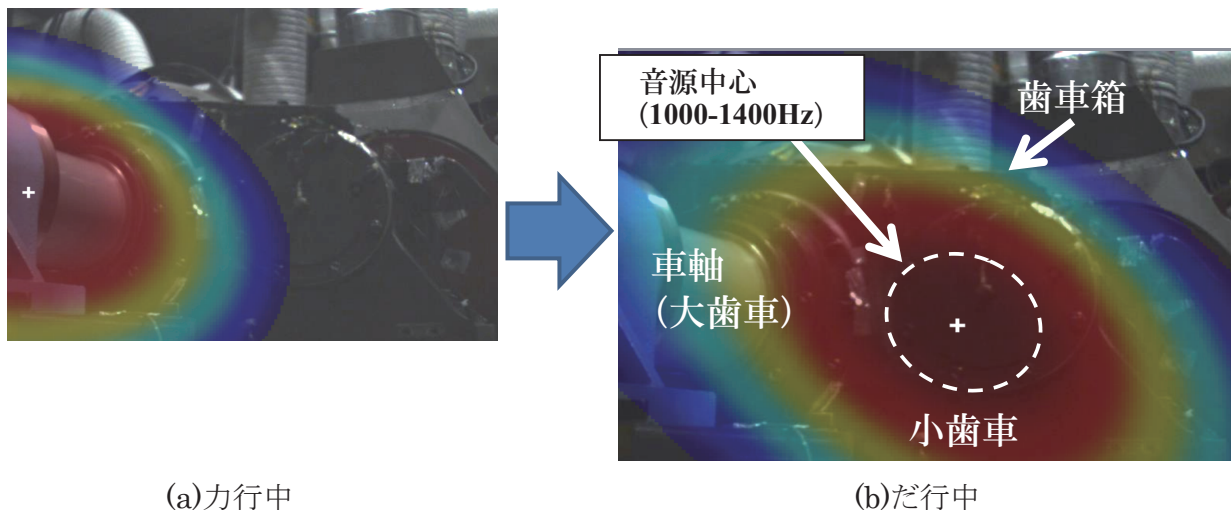 音源中心
(1000-1400Hz)
歯車箱
車軸
(大歯車)
小歯車
(a)力行中
(b)だ行中